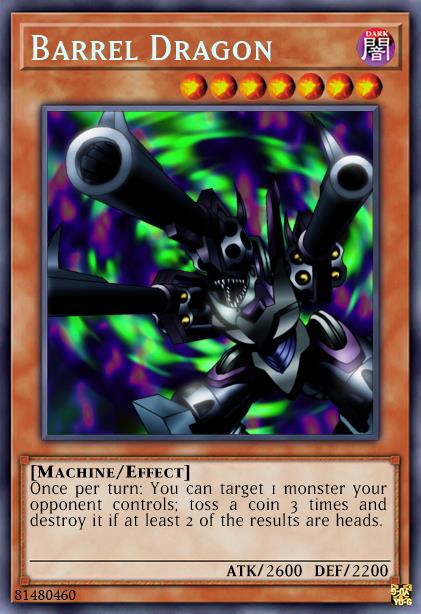 BARREL DRAGON
DARK
闇
[MACHINE/EFFECT]
Once per turn: You can target 1 monster your
opponent controls; toss a coin 3 times and
destroy it if at least 2 of the results are heads.
ATK/2600 DEF/2200
81480460